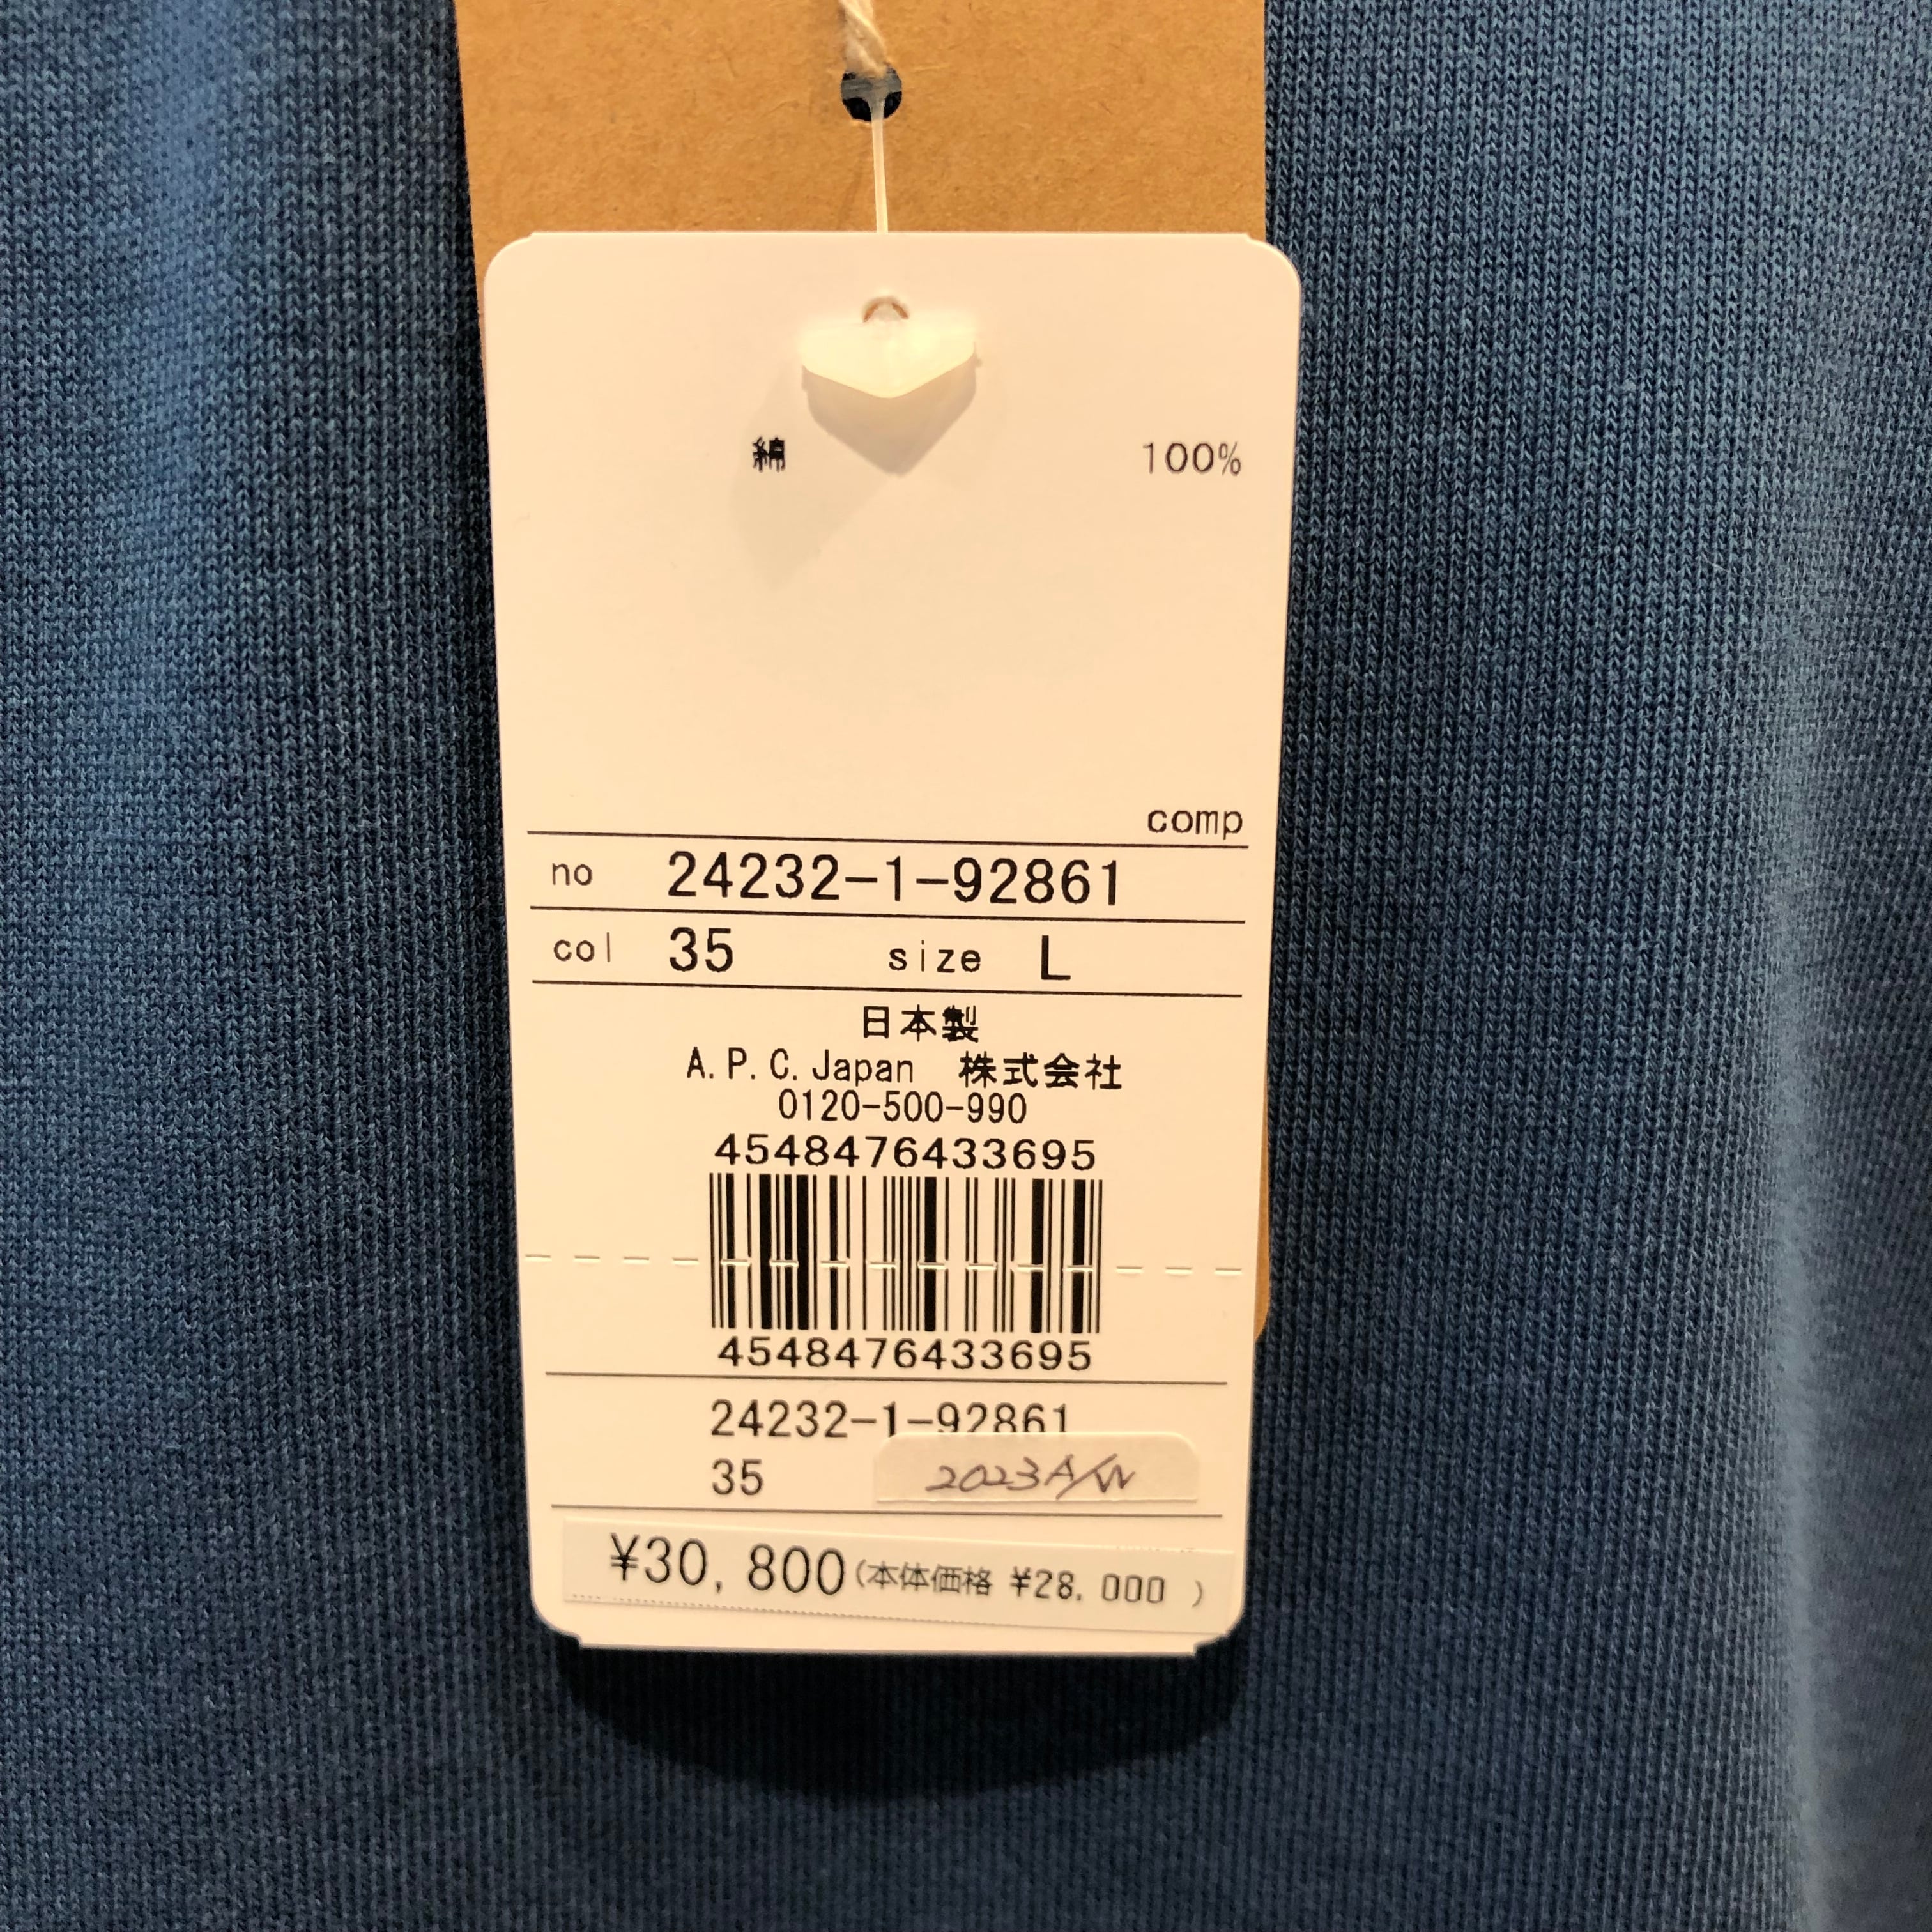 綿 100%
comp
no 24232-1-92861
col 35 size L
日本製
A.P.C.Japan 株式会社
0120-500-990
4548476433695
4548476433695
24232-1-92861
35 2023A/W
¥30,800(本体価格 ¥28,000 )